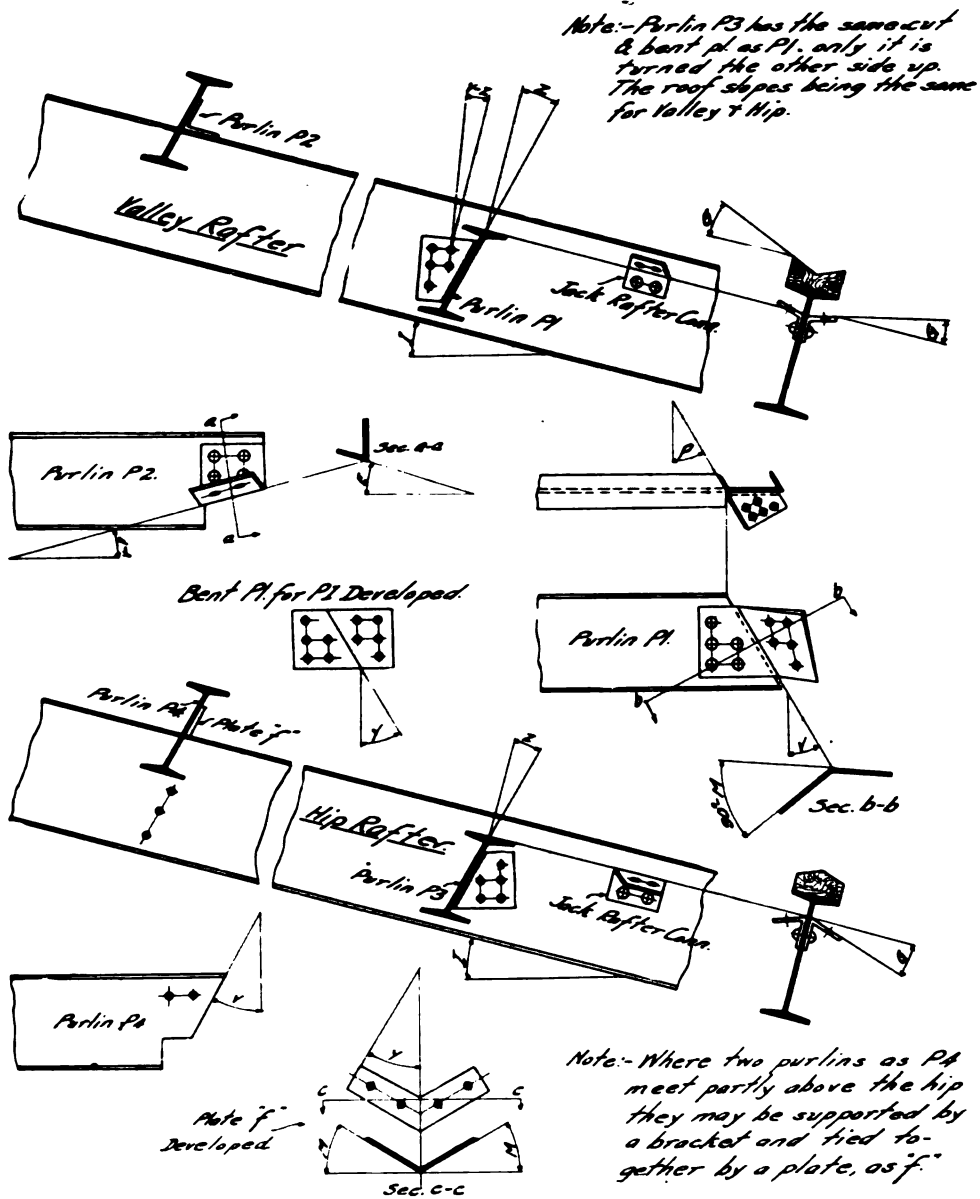 Note:- Purlin P3 has the same cut
& bent pl. as P1. only it is
turned the other side up.
The roof slopes being the same
for Valley & Hip.
Purlin P2
Valley Rafter
Y-Z
Z
Purlin P1
Jack Rafter Conn.
Purlin P2.
a
a
Sec. a-a
P
Bent Pl. for P1 Developed.
Purlin P1.
b
b
Y
Y
Sec. b-b
90°-M
Purlin P4
Plate "f"
Z
Hip Rafter.
Purlin P3
Jack Rafter Conn.
Purlin P4
Y
Y
c
c
Plate "f"
Developed
M
M
Sec. c-c
Note:- Where two purlins as P4
meet partly above the hip
they may be supported by
a bracket and tied to-
gether by a plate, as "f."